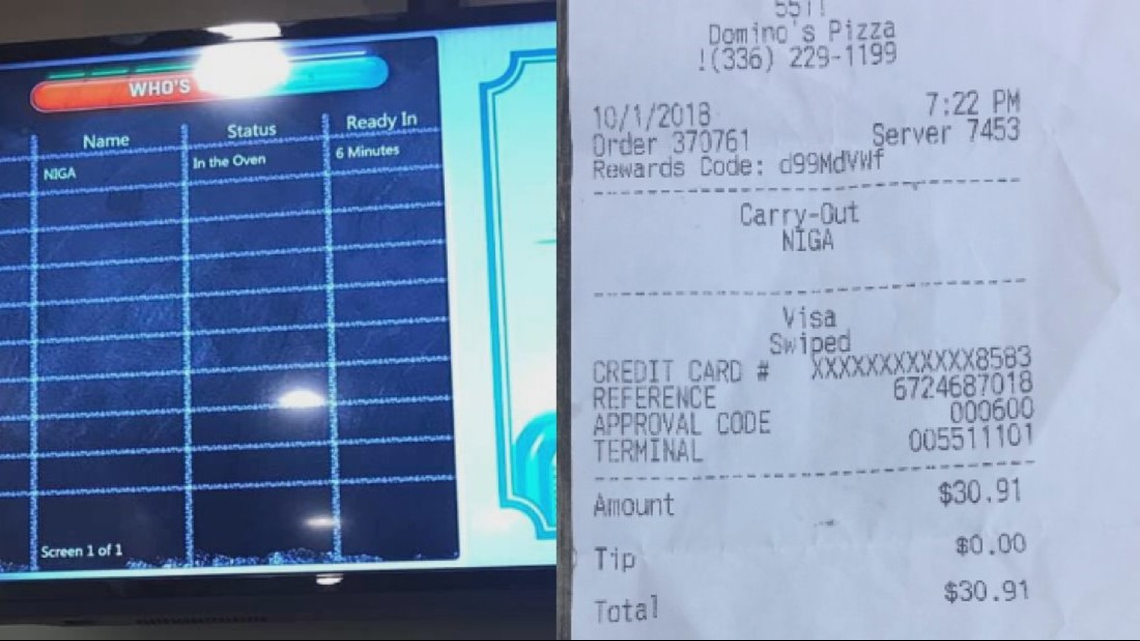 WHO'S
Name Status Ready In
NIGA In the Oven 6 Minutes
Screen 1 of 1
Domino's Pizza
!(336) 229-1199
10/1/2018 7:22 PM
Order 370761 Server 7453
Rewards Code: d99MdVWf
Carry-Out
NIGA
Visa
Swiped
CREDIT CARD # XXXXXXXXXXXX8583
REFERENCE 6724687018
APPROVAL CODE 000600
TERMINAL 005511101
Amount $30.91
Tip $0.00
Total $30.91